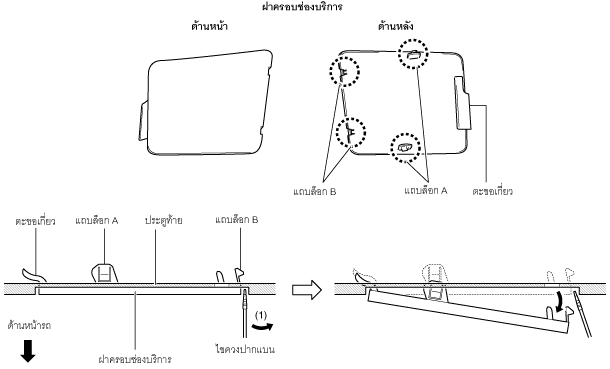 ฝาครอบช่องบริการ
ด้านหน้า
ด้านหลัง
แถบล็อก B
แถบล็อก A
ตะขอเกี่ยว
ตะขอเกี่ยว
แถบล็อก A
ประตูท้าย
แถบล็อก B
(1)
ด้านหน้ารถ
ฝาครอบช่องบริการ
ไขควงปากแบน